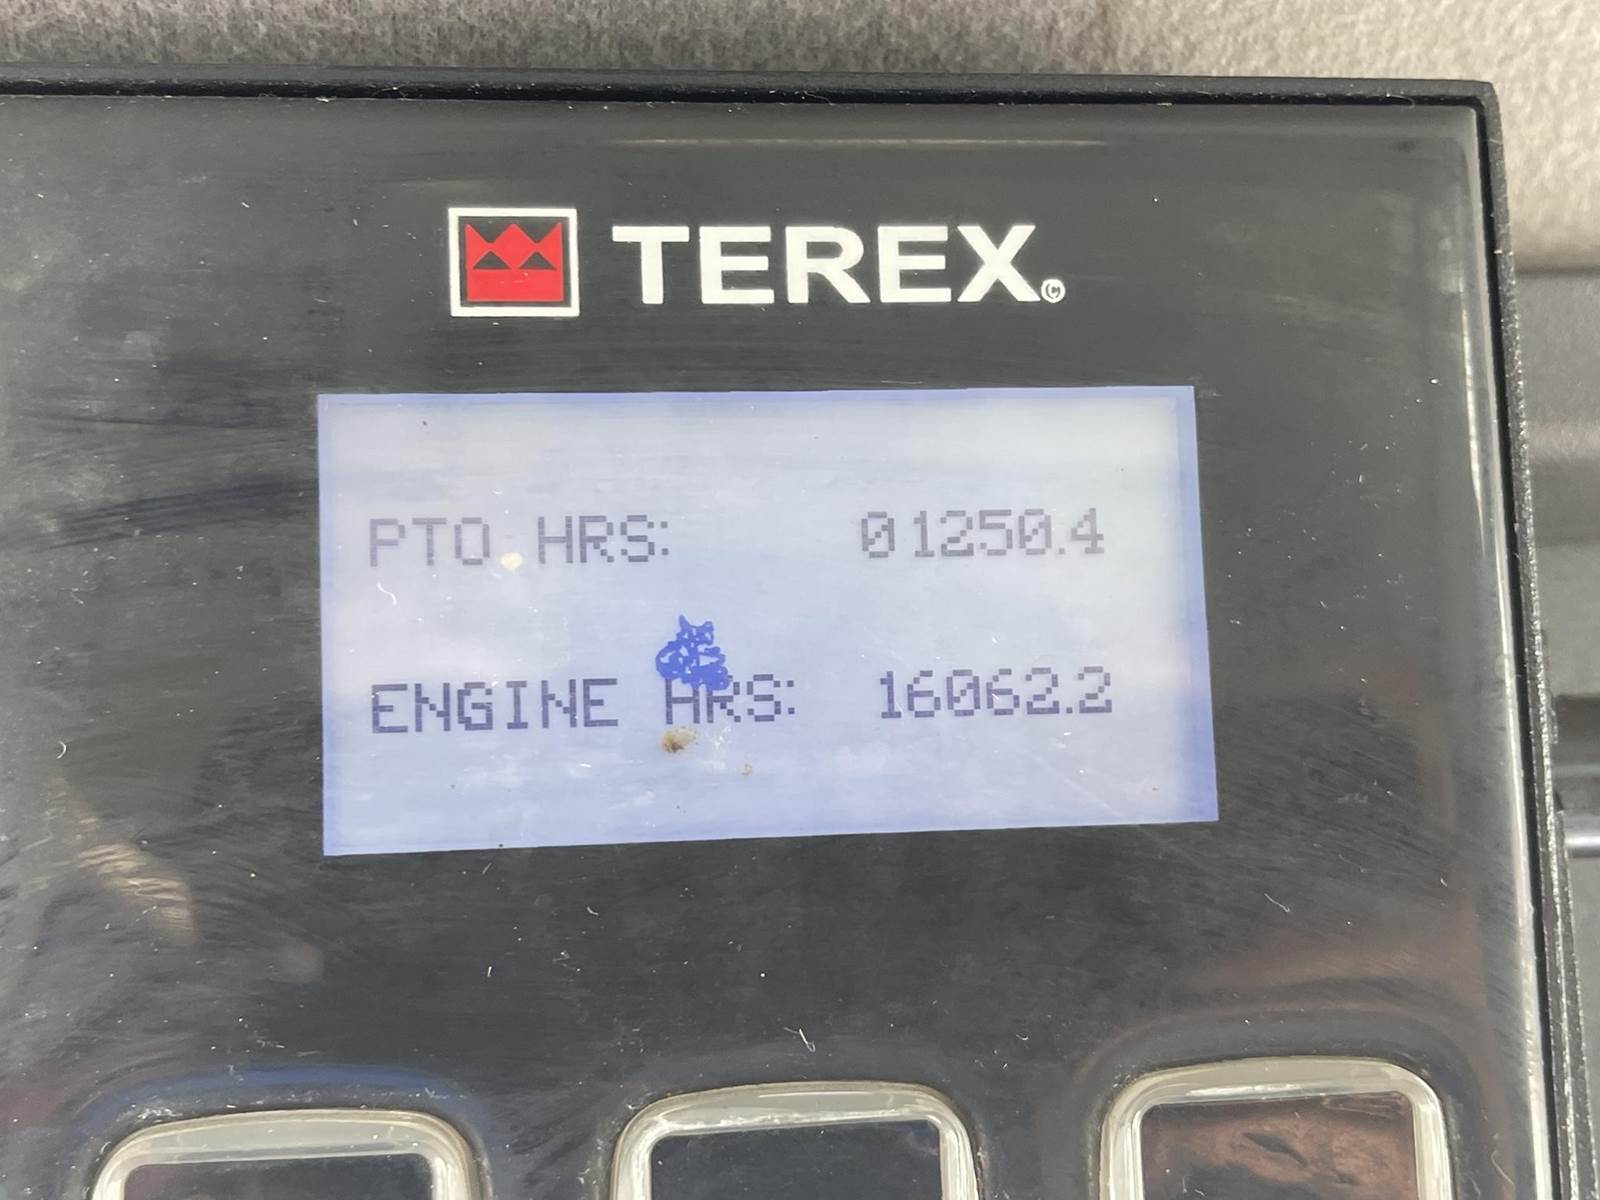 TEREX©
PTO HRS: 01250.4
ENGINE HRS: 16062.2